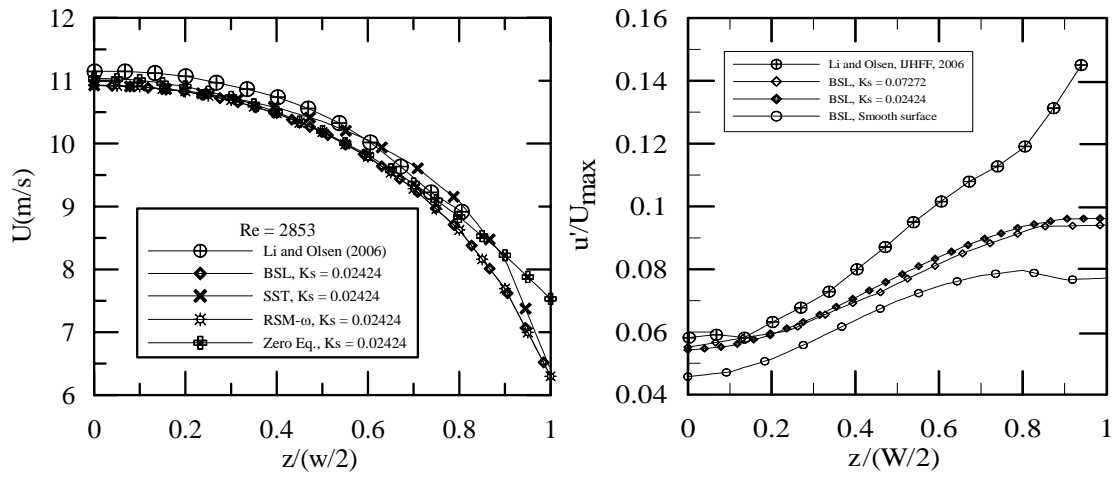 12
11
10
9
8
7
6
U(m/s)
Re = 2853
Li and Olsen (2006)
BSL, Ks = 0.02424
SST, Ks = 0.02424
RSM-ω, Ks = 0.02424
Zero Eq., Ks = 0.02424
0 0.2 0.4 0.6 0.8 1
z/(w/2)
0.16
0.14
0.12
0.1
0.08
0.06
0.04
u'/Umax
Li and Olsen, IJHFF, 2006
BSL, Ks = 0.07272
BSL, Ks = 0.02424
BSL, Smooth surface
0 0.2 0.4 0.6 0.8 1
z/(W/2)